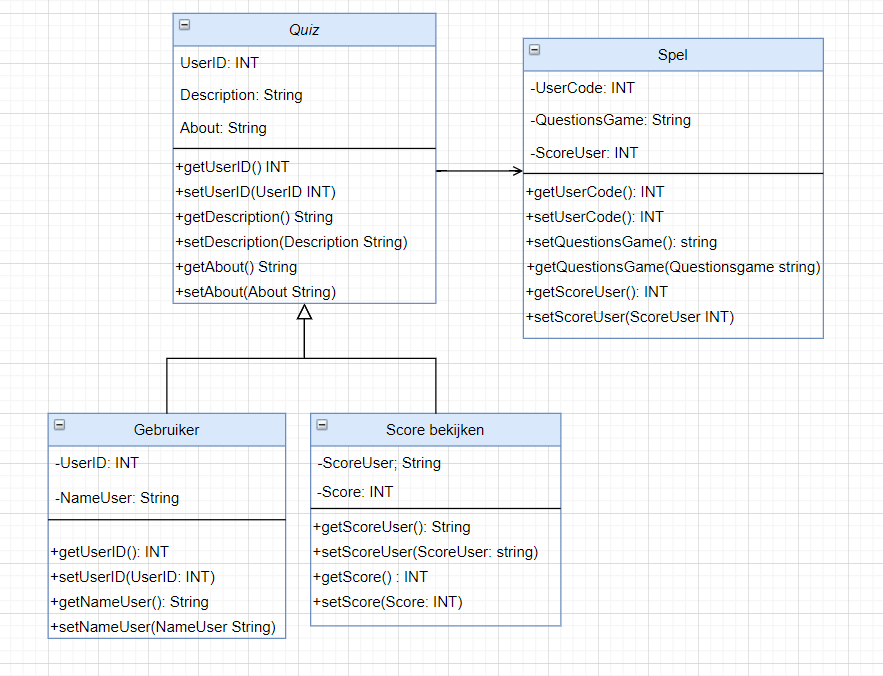 Quiz
UserID: INT
Description: String
About: String
+getUserID() INT
+setUserID(UserID INT)
+getDescription() String
+setDescription(Description String)
+getAbout() String
+setAbout(About String)
Spel
-UserCode: INT
-QuestionsGame: String
-ScoreUser: INT
+getUserCode(): INT
+setUserCode(): INT
+setQuestionsGame(): string
+getQuestionsGame(Questionsgame string)
+getScoreUser(): INT
+setScoreUser(ScoreUser INT)
Gebruiker
-UserID: INT
-NameUser: String
+getUserID(): INT
+setUserID(UserID: INT)
+getNameUser(): String
+setNameUser(NameUser String)
Score bekijken
-ScoreUser; String
-Score: INT
+getScoreUser(): String
+setScoreUser(ScoreUser: string)
+getScore() : INT
+setScore(Score: INT)